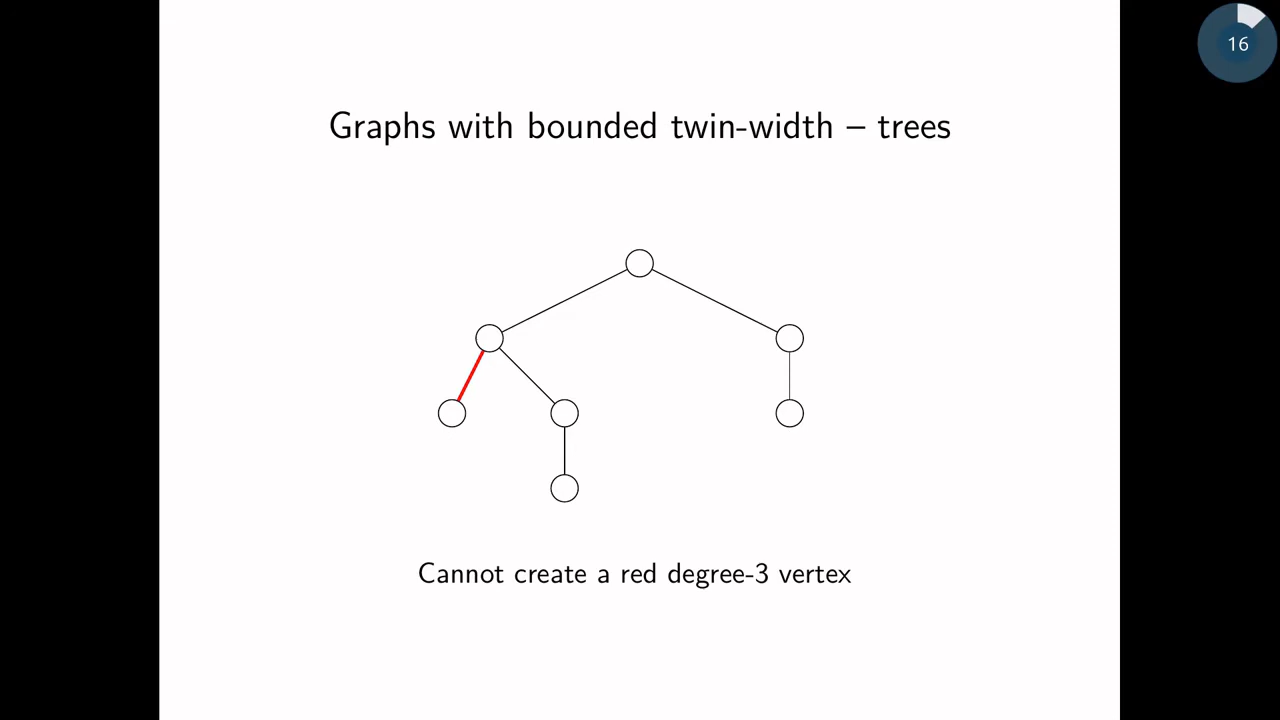 16
Graphs with bounded twin-width – trees
Cannot create a red degree-3 vertex